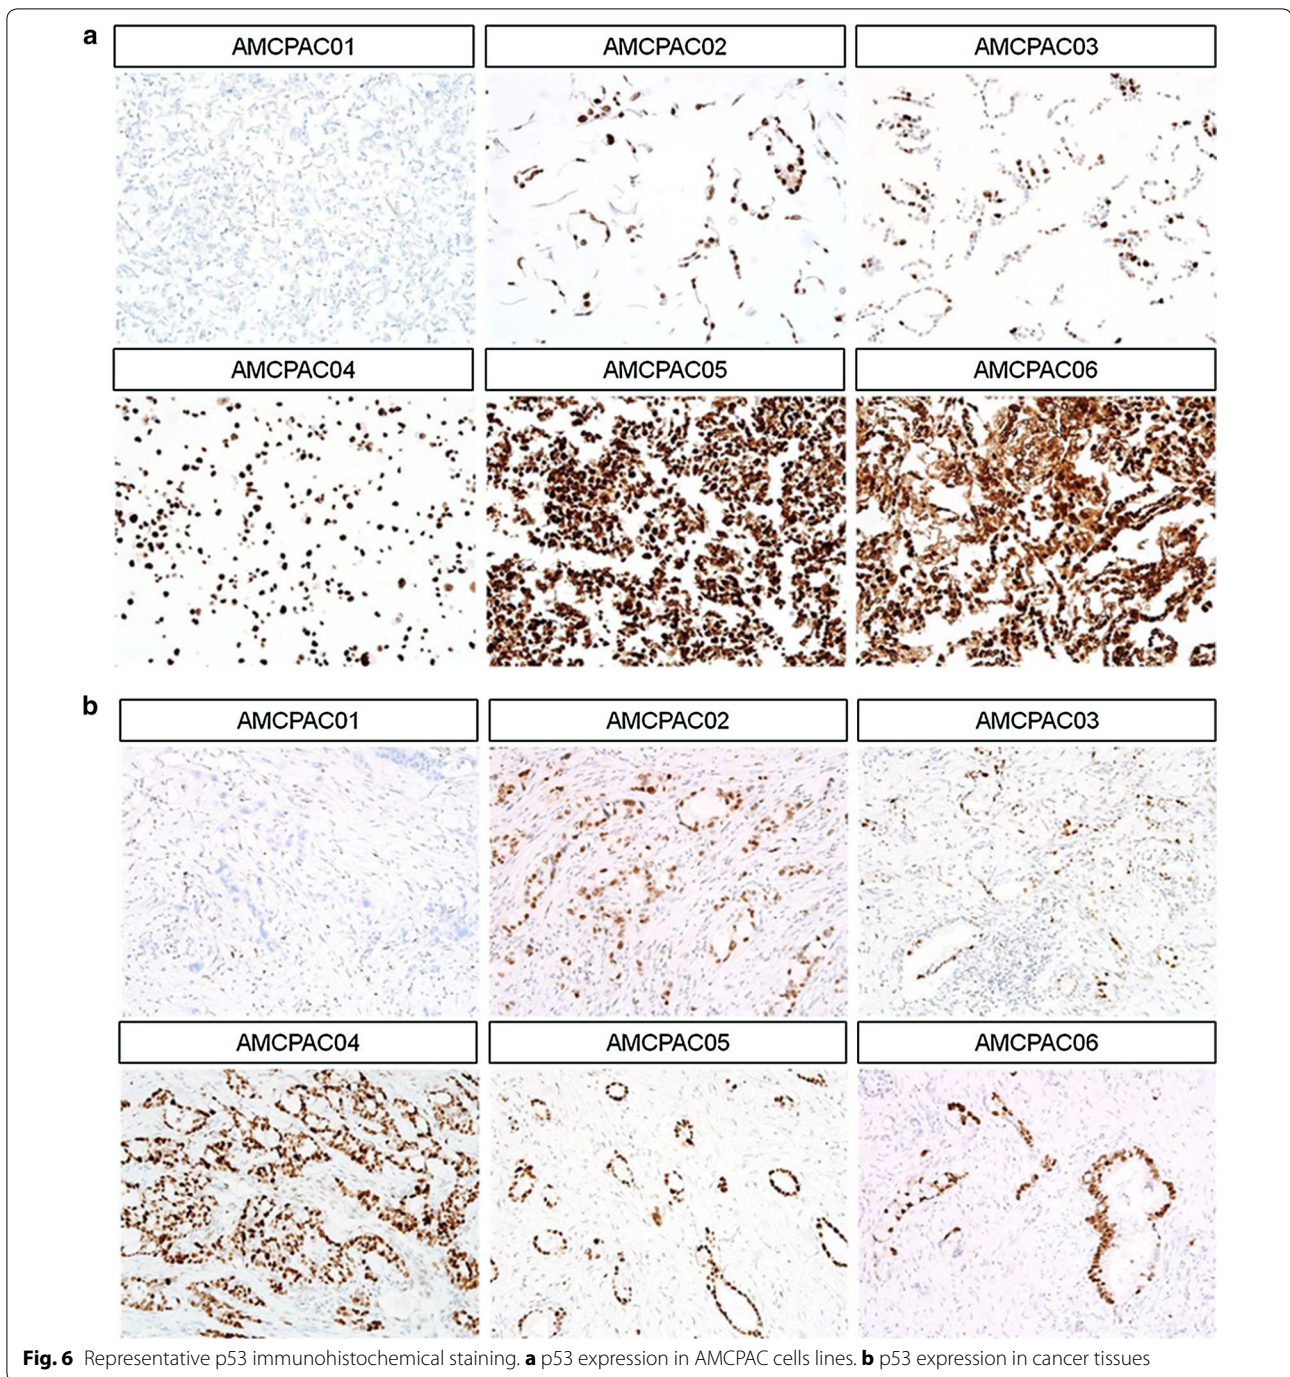 a
AMCPAC01 AMCPAC02 AMCPAC03
AMCPAC04 AMCPAC05 AMCPAC06
b
AMCPAC01 AMCPAC02 AMCPAC03
AMCPAC04 AMCPAC05 AMCPAC06
Fig. 6 Representative p53 immunohistochemical staining. a p53 expression in AMCPAC cells lines. b p53 expression in cancer tissues